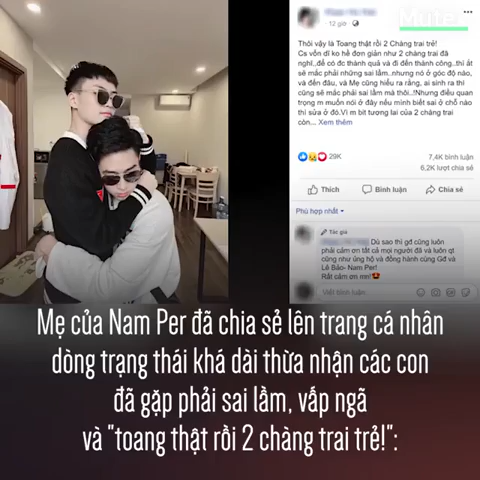 Mute
12 giờ
Thôi vậy là Toang thật rồi 2 Chàng trai trẻ!
Cs vốn dĩ ko hề đơn giản như 2 chàng trai đã
nghĩ,.để có đc thành quả và đi đến thành công..thì ắt
sẽ mắc phải những sai lầm..nhưng nó ở góc độ nào,
và đến đâu, và Mẹ cũng hiểu ra rằng, ai sinh ra thì
cũng sẽ mắc phải sai lầm mà thôi..!Nhưng điều quan
trọng m muốn nói ở đây nếu mình biết sai ở chỗ nào
thì sửa ở đó.Vì m bít tượng lai của 2 chàng trai
còn... Xem thêm
29K
7,4K bình luận
6,2K lượt chia sẻ
Thích
Bình luận
Chia sẻ
Phù hợp nhất
Tác giả
Dù sao thì gđ cũng luôn
phải cảm ơn tất cả mọi người đã và luôn qt
cũng như ủng hộ và đồng hành cùng Gđ và
Lê Bảo- Nam Per!
Rất cảm ơn mn!
Viết bình luận
Mẹ của Nam Per đã chia sẻ lên trang cá nhân
dòng trạng thái khá dài thừa nhận các con
đã gặp phải sai lầm, vấp ngã
và "toang thật rồi 2 chàng trai trẻ!":